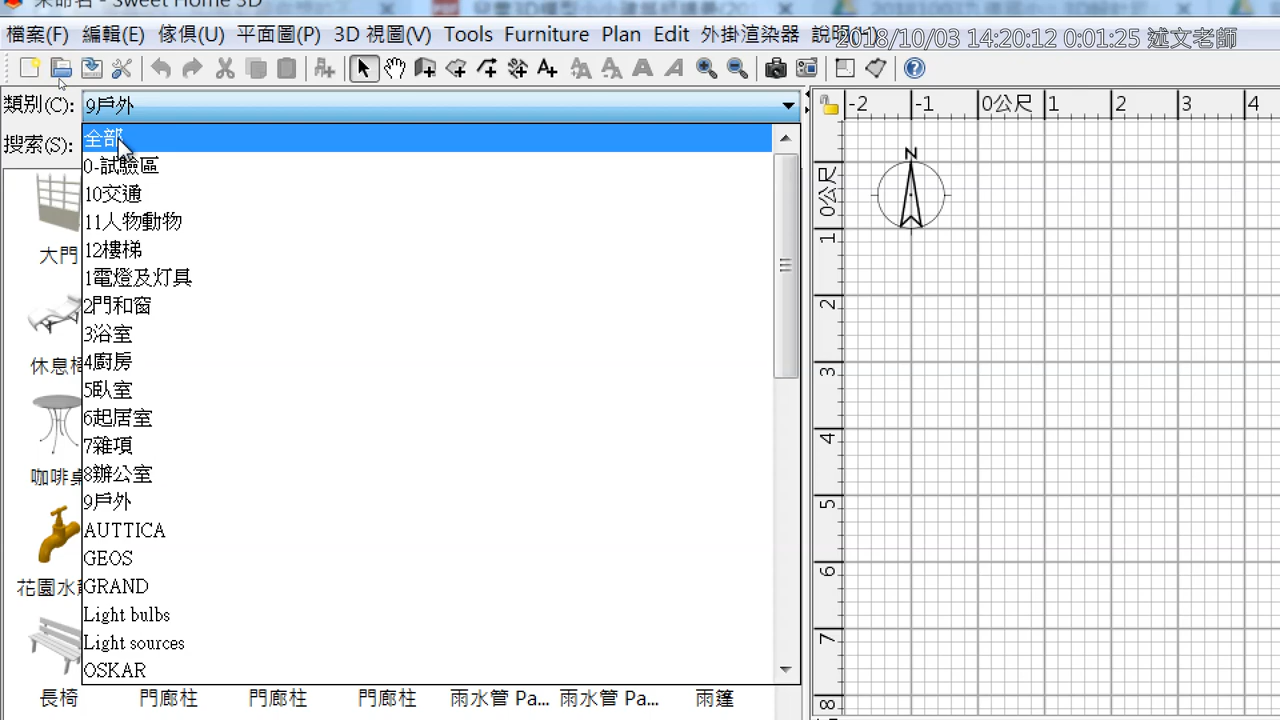 未命名 - Sweet Home 3D
檔案(F) 編輯(E) 傢俱(U) 平面圖(P) 3D 視圖(V) Tools Furniture Plan Edit 外掛渲染器 說明(H)
2018/10/03 14:20:12 0:01:25 述文老師
類別(C): 9戶外
搜索(S):
全部
0-試驗區
10交通
11人物動物
12樓梯
1電燈及灯具
2門和窗
3浴室
4廚房
5臥室
6起居室
7雜項
8辦公室
9戶外
AUTTICA
GEOS
GRAND
Light bulbs
Light sources
OSKAR
大門
休息椅
咖啡桌
花園水
長椅 門廊柱 門廊柱 門廊柱 雨水管 Pa... 雨水管 Pa... 雨篷
-2 -1 0公尺 1 2 3 4
N
0公尺
1
2
3
4
5
6
7
8